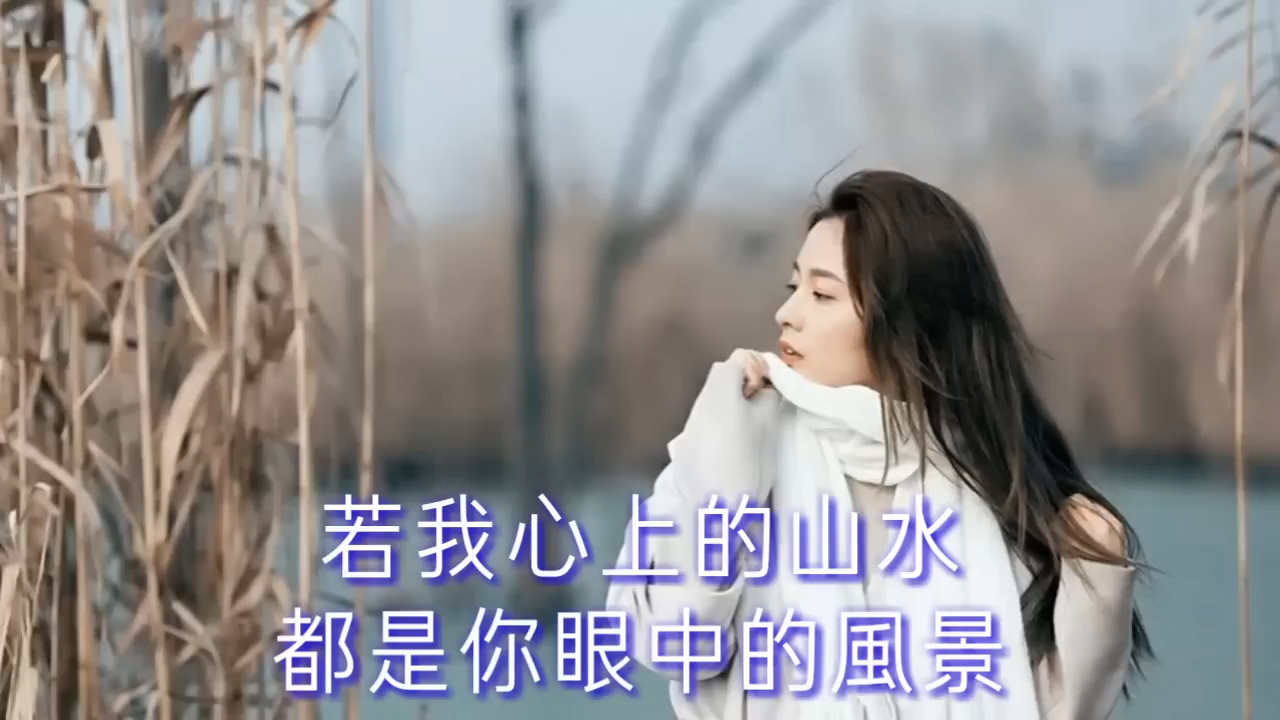 若我心上的山水
都是你眼中的風景